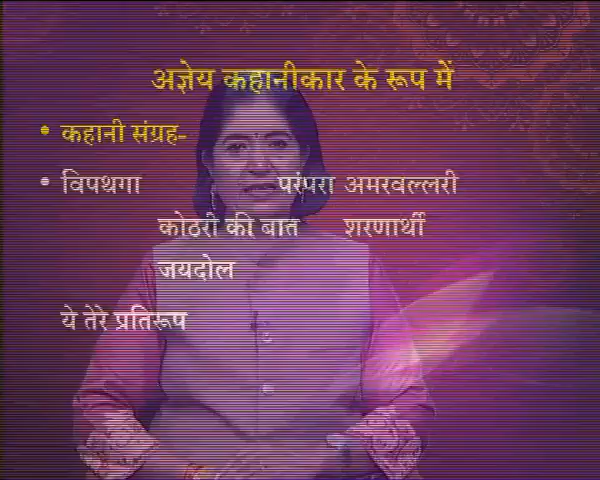 अज्ञेय कहानीकार के रूप में
• कहानी संग्रह-
• विपथगा परंपरा अमरवल्लरी
कोठरी की बात शरणार्थी
जयदोल
ये तेरे प्रतिरूप